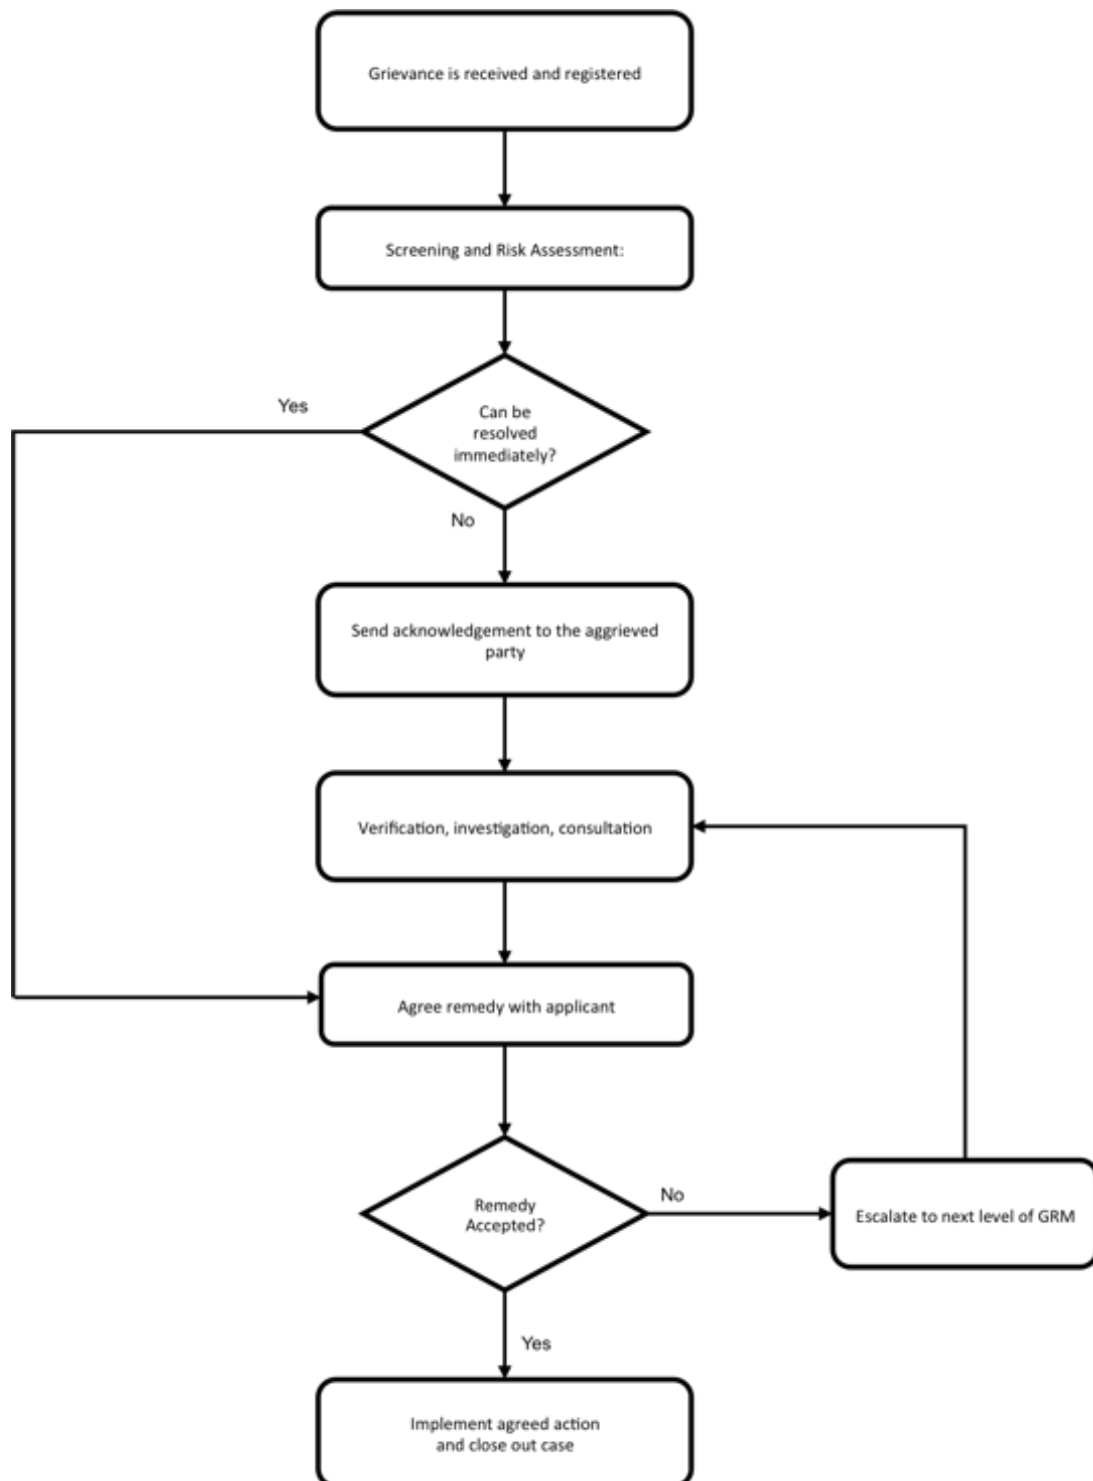 Grievance is received and registered
Screening and Risk Assessment:
Can be
resolved
immediately?
Yes
No
Send acknowledgement to the aggrieved
party
Verification, investigation, consultation
Agree remedy with applicant
Remedy
Accepted?
No
Escalate to next level of GRM
Yes
Implement agreed action
and close out case